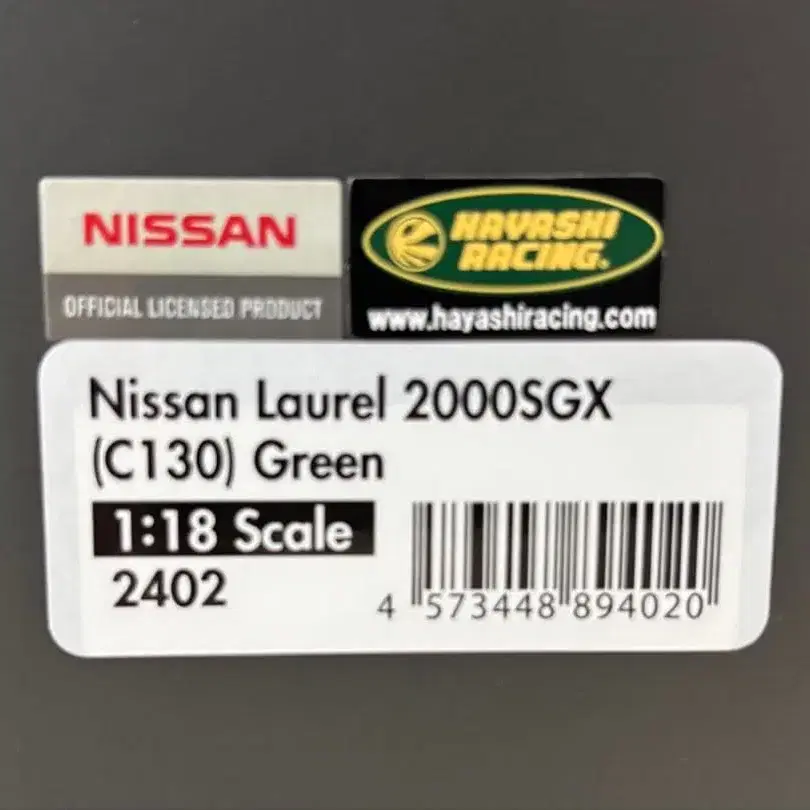 NISSAN
OFFICIAL LICENSED PRODUCT
HAYASHI
RACING.
www.hayashiracing.com
Nissan Laurel 2000SGX
(C130) Green
1:18 Scale
2402
4 573448 894020